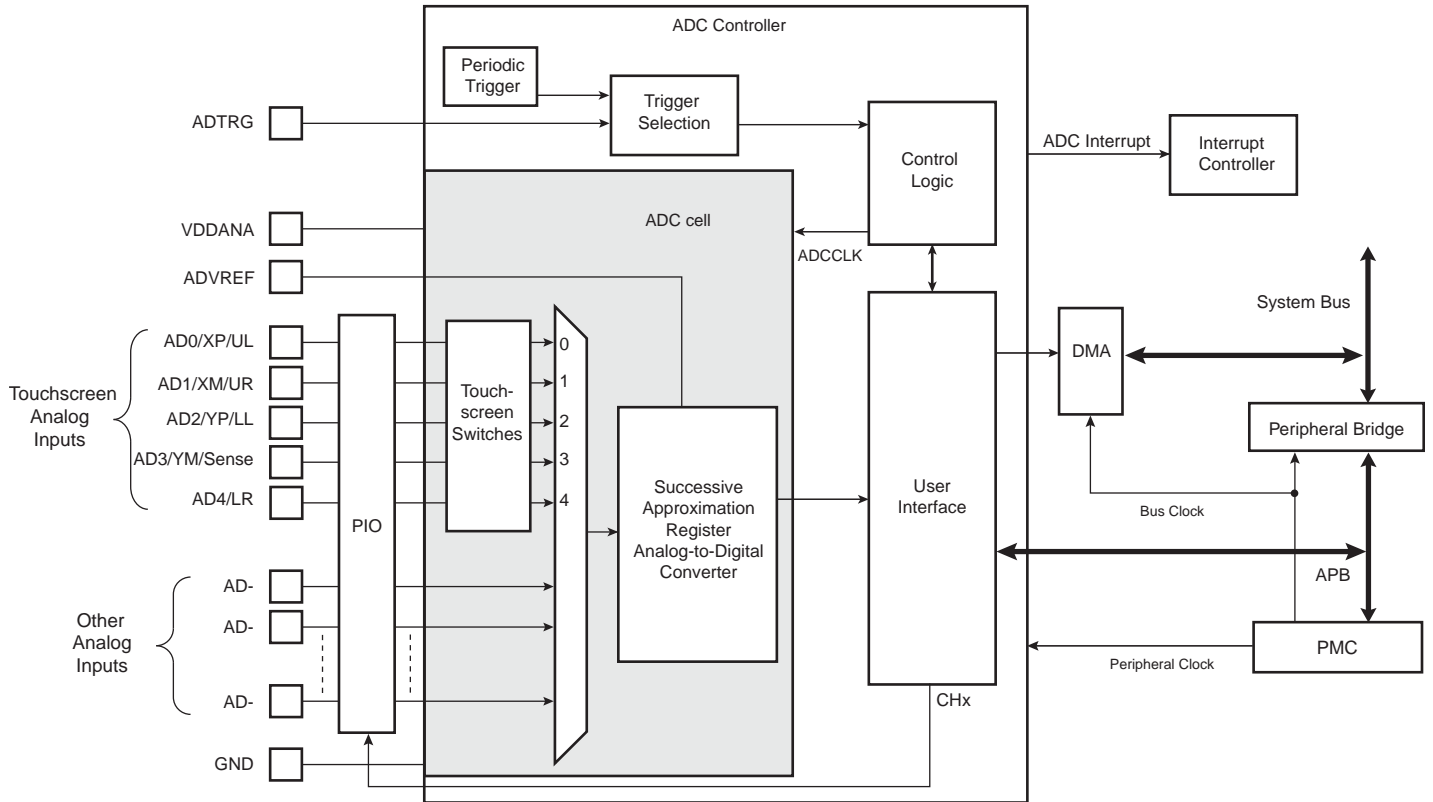 ADC Controller
Periodic
Trigger
Trigger
Selection
ADTRG
Control
Logic
ADC Interrupt
Interrupt
Controller
VDDANA
ADC cell
ADCCLK
ADVREF
System Bus
Touchscreen
Analog
Inputs
AD0/XP/UL
AD1/XM/UR
AD2/YP/LL
AD3/YM/Sense
AD4/LR
PIO
Touch-
screen
Switches
0
1
2
3
4
Successive
Approximation
Register
Analog-to-Digital
Converter
User
Interface
DMA
Peripheral Bridge
Bus Clock
APB
Other
Analog
Inputs
AD-
AD-
AD-
PMC
Peripheral Clock
CHx
GND